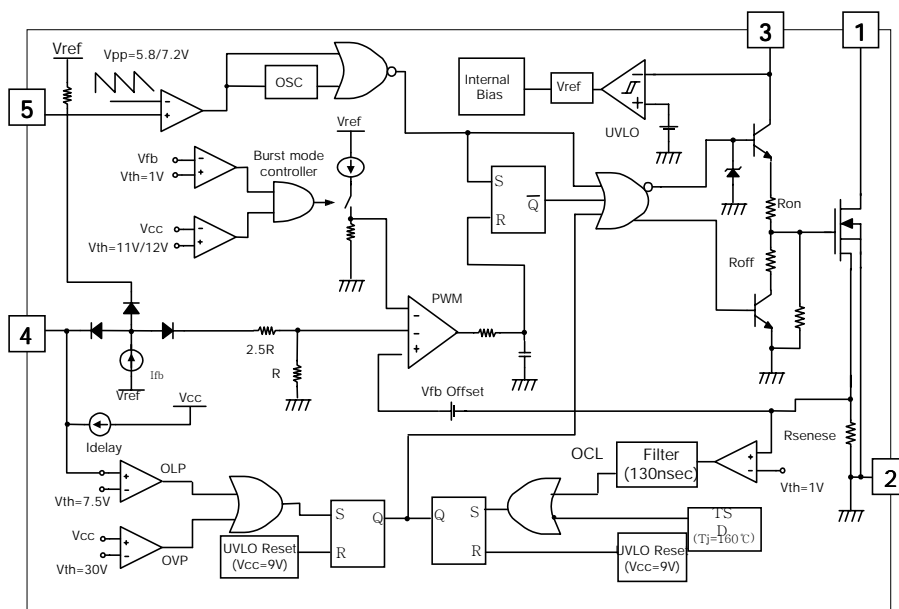 3
1
Vref
Vpp=5.8/7.2V
5
OSC
Internal
Bias
Vref
UVLO
Vref
Vfb
Vth=1V
Burst mode
controller
Vcc
Vth=11V/12V
S
R
Q
Ron
Roff
PWM
4
2.5R
R
Ifb
Vref
Vcc
Idelay
Vfb Offset
Rsenese
OCL
Filter
(130nsec)
Vth=1V
2
OLP
Vth=7.5V
Vcc
Vth=30V
OVP
UVLO Reset
(Vcc=9V)
S
R
Q
Q
S
R
TS
D
(Tj=160℃)
UVLO Reset
(Vcc=9V)
+
-